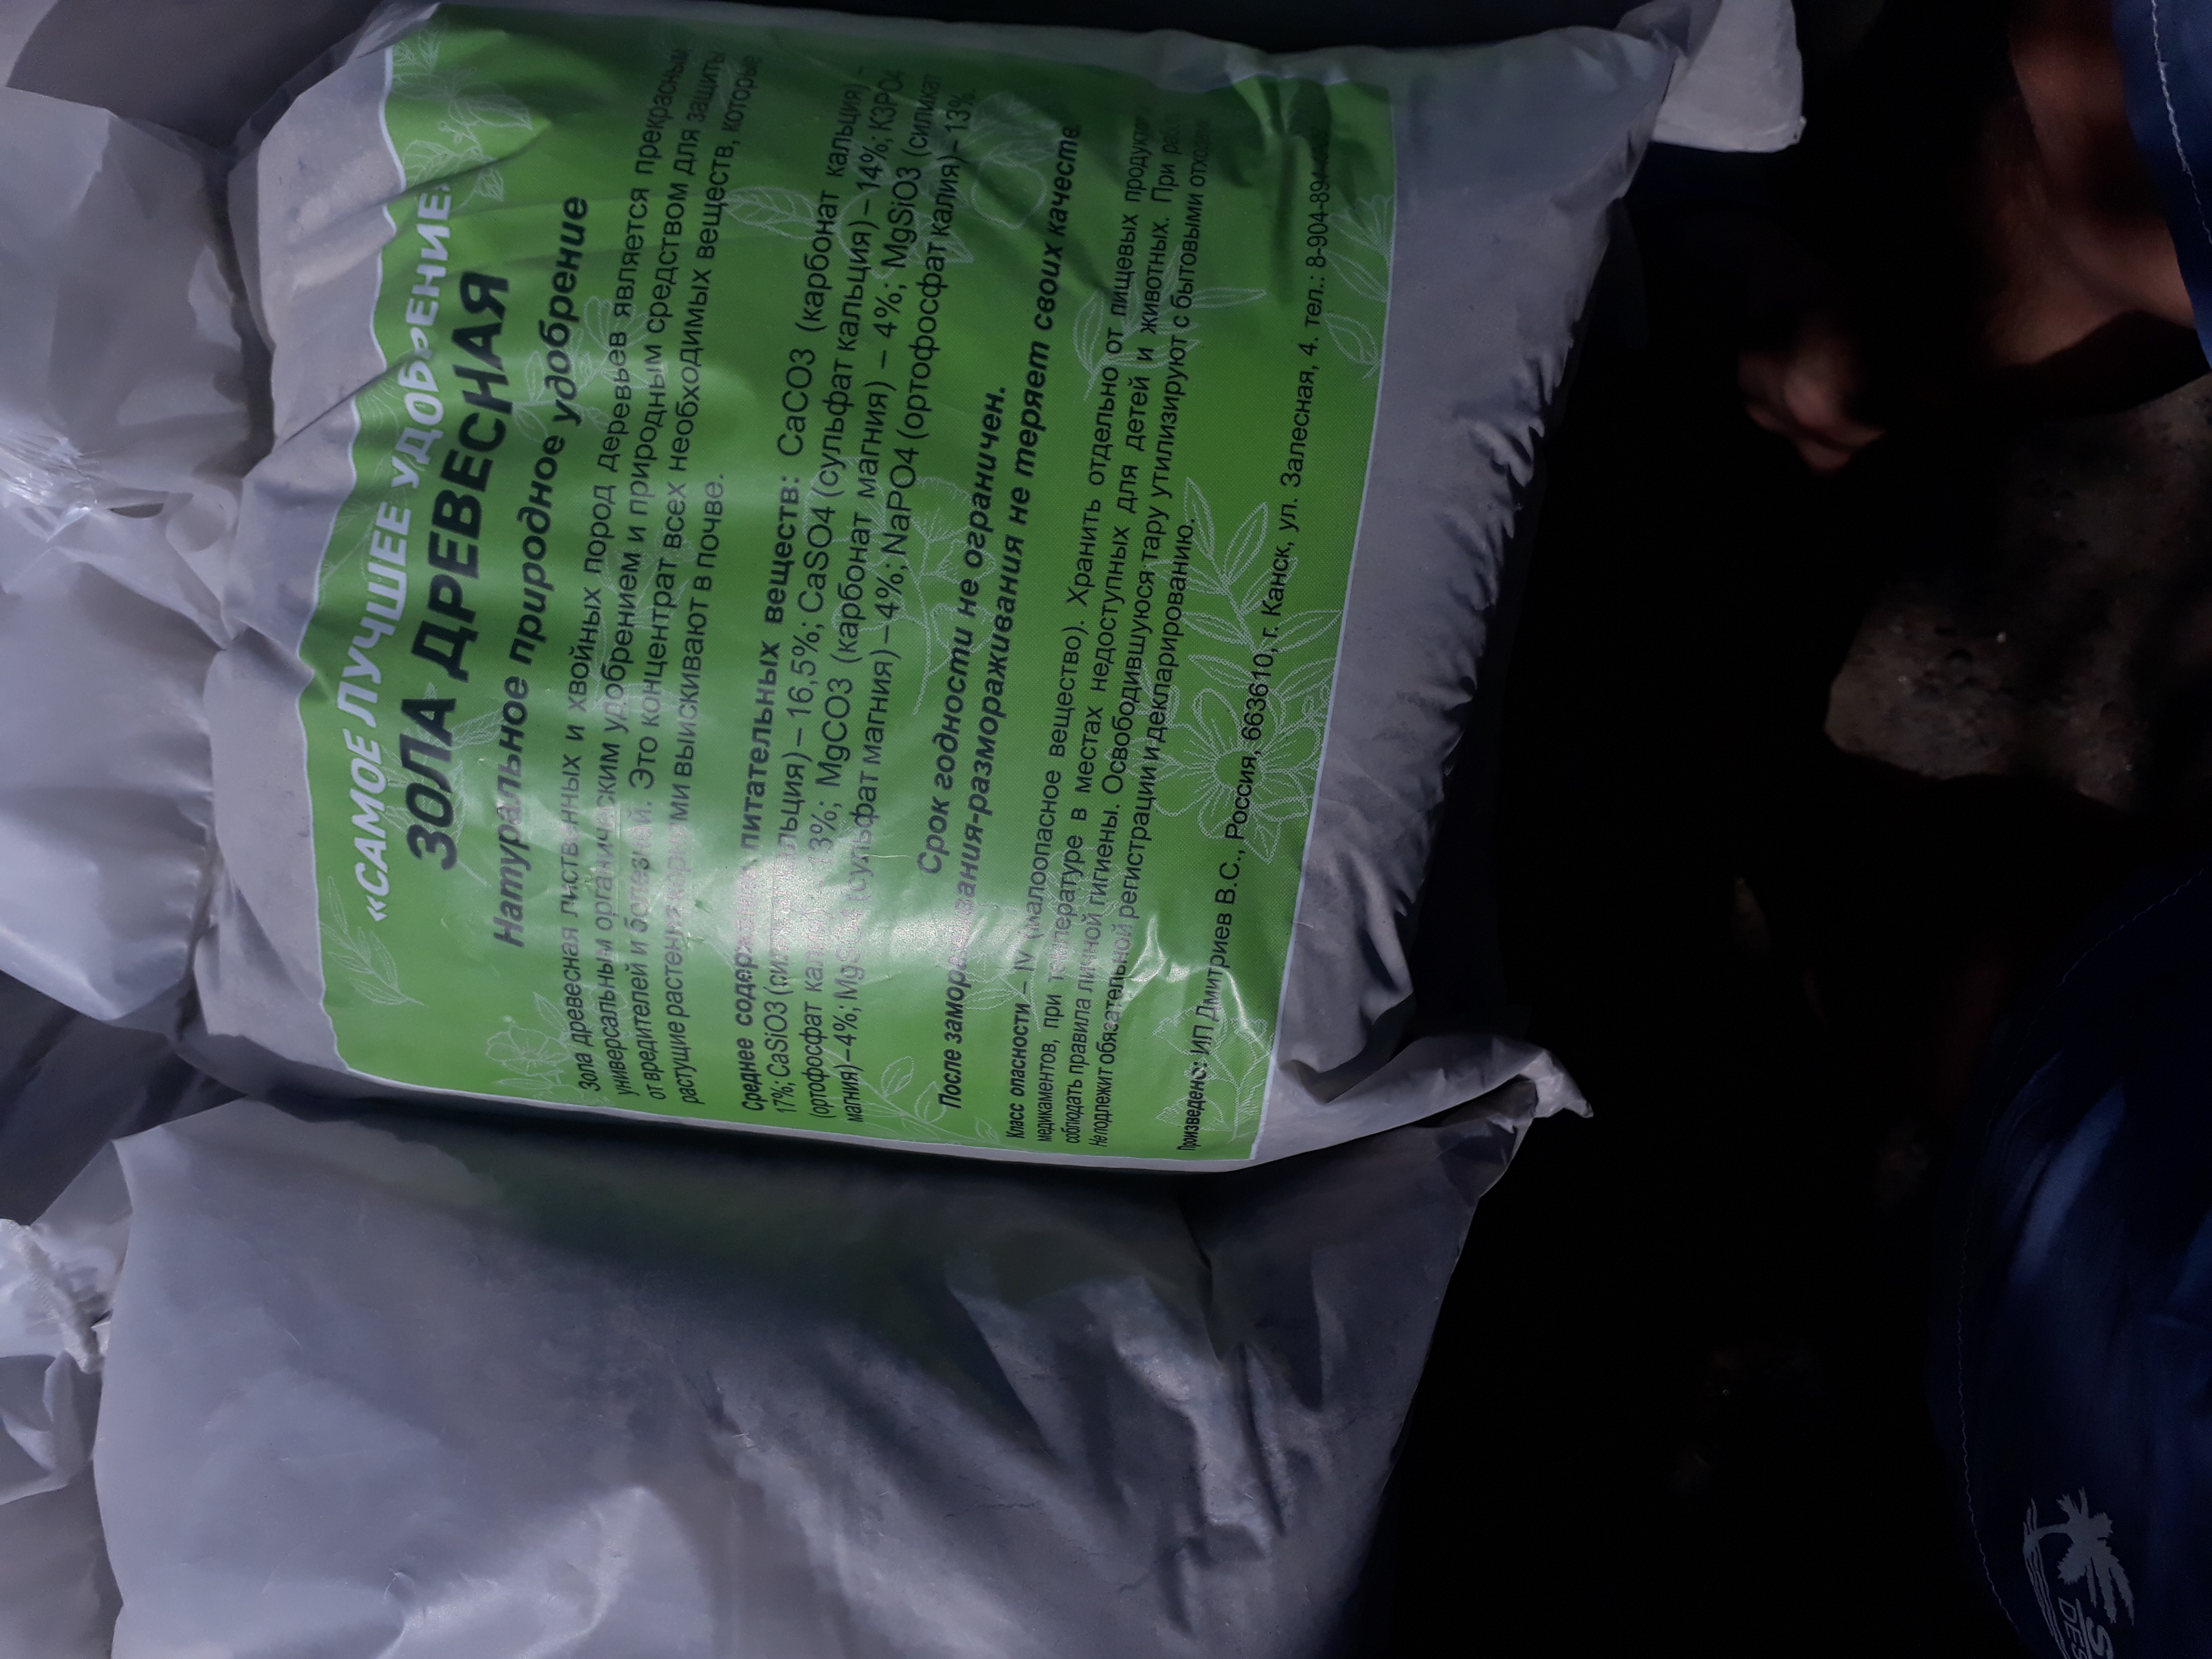 «САМОЕ ЛУЧШЕЕ УДОБРЕНИЕ»
ЗОЛА ДРЕВЕСНАЯ
Натуральное природное удобрение
Зола древесная лиственных и хвойных пород деревьев является прекрасным
универсальным органическим удобрением и природным средством для защиты
от вредителей и болезней. Это концентрат всех необходимых веществ, которые
растущие растения корнями выискивают в почве.
Среднее содержание питательных веществ: CaCO3 (карбонат кальция) –
17%; CaSiO3 (силикат кальция) – 16,5%; CaSO4 (сульфат кальция) – 14%; K3PO4
(ортофосфат калия) – 13%; MgCO3 (карбонат магния) – 4%; MgSiO3 (силикат
магния) – 4%; MgSO4 (сульфат магния) – 4%; NaPO4 (ортофосфат калия) – 13%.
Срок годности не ограничен.
После замораживания-размораживания не теряет своих качеств.
Класс опасности – IV (малоопасное вещество). Хранить отдельно от пищевых продуктов
медикаментов, при температуре в местах недоступных для детей и животных. При работе
соблюдать правила личной гигиены. Освободившуюся тару утилизируют с бытовыми отходами.
Не подлежит обязательной регистрации и декларированию.
Произведено: ИП Дмитриев В.С., Россия, 663610, г. Канск, ул. Залесная, 4. тел.: 8-904-894
DES
S